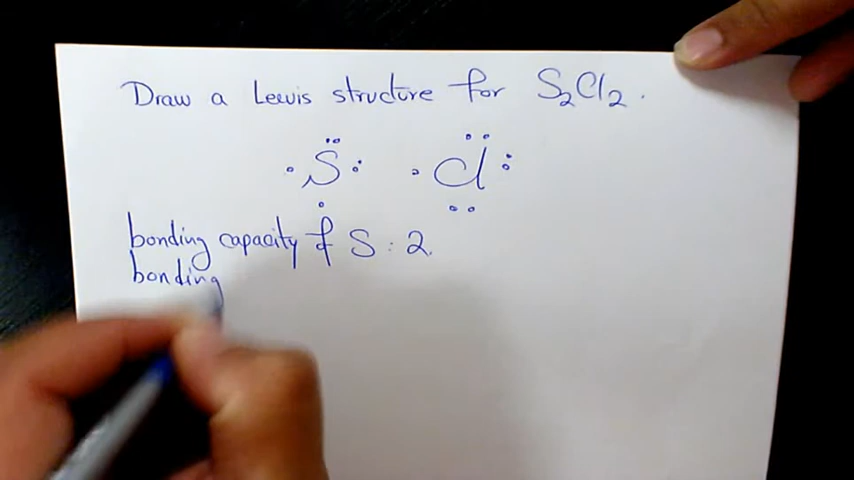 Draw a Lewis structure for S₂Cl₂.
S Cl
bonding capacity of S : 2.
bonding